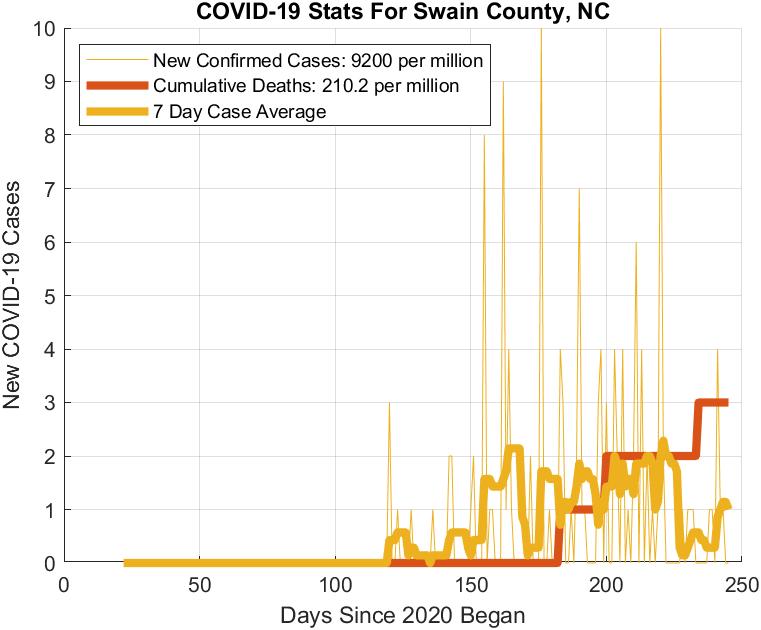 COVID-19 Stats For Swain County, NC
New Confirmed Cases: 9200 per million
Cumulative Deaths: 210.2 per million
7 Day Case Average
10
9
8
7
6
5
4
3
2
1
0
New COVID-19 Cases
0 50 100 150 200 250
Days Since 2020 Began